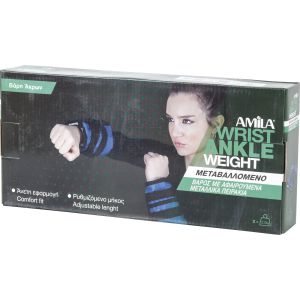 Βάρη Άκρων
AMILA
WRIST
ANKLE
WEIGHT
ΜΕΤΑΒΑΛΛΟΜΕΝΟ
ΒΑΡΟΣ ΜΕ ΑΦΑΙΡΟΥΜΕΝΑ
ΜΕΤΑΛΛΙΚΑ ΠΕΙΡΑΚΙΑ
• Άνετη εφαρμογή
Comfort fit
• Ρυθμιζόμενο μήκος
Adjustable lenght